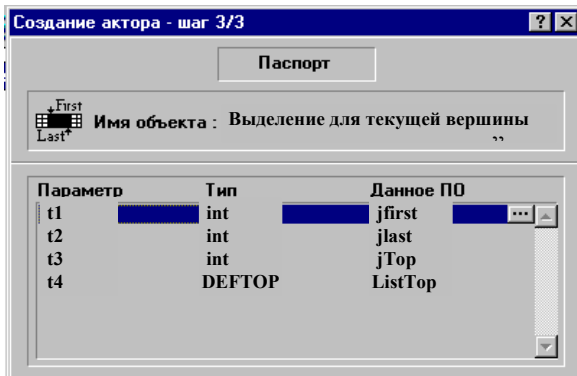 Создание актора - шаг 3/3
Паспорт
First
Last
Имя объекта : Выделение для текущей вершины
”
Параметр Тип Данное ПО
t1 int jfirst ...
t2 int jlast
t3 int jTop
t4 DEFTOP ListTop